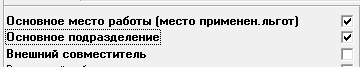 Основное место работы (место применен.льгот)
Основное подразделение
Внешний совместитель